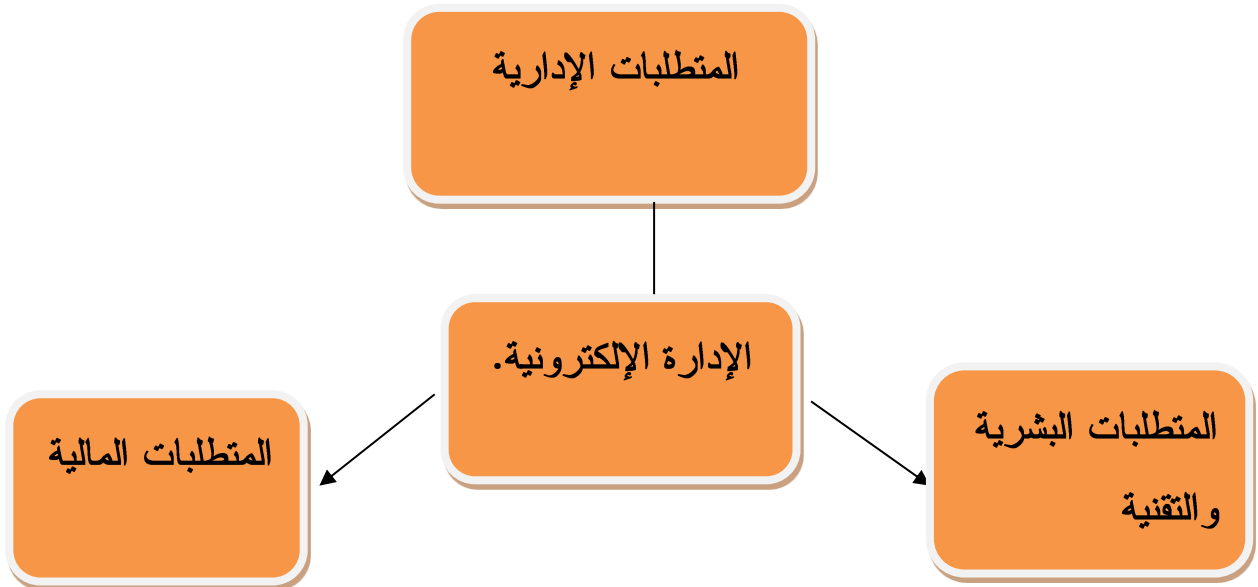 المتطلبات الإدارية
الإدارة الإلكترونية.
المتطلبات البشرية
والتقنية
المتطلبات المالية